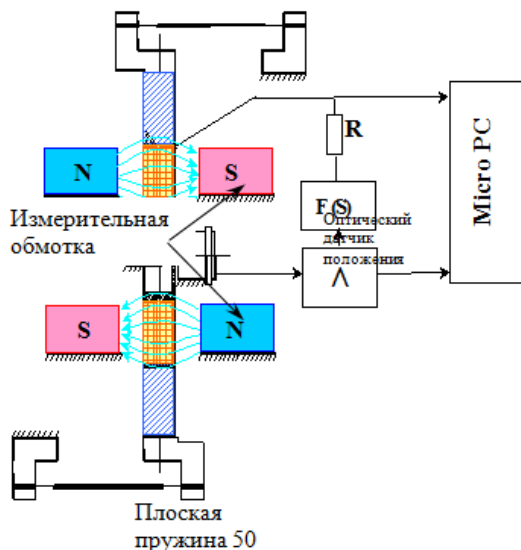 R
Micro PC
N
S
F(S)
Измерительная
обмотка
Оптический
датчик
положения
>
S
N
Плоская
пружина 50